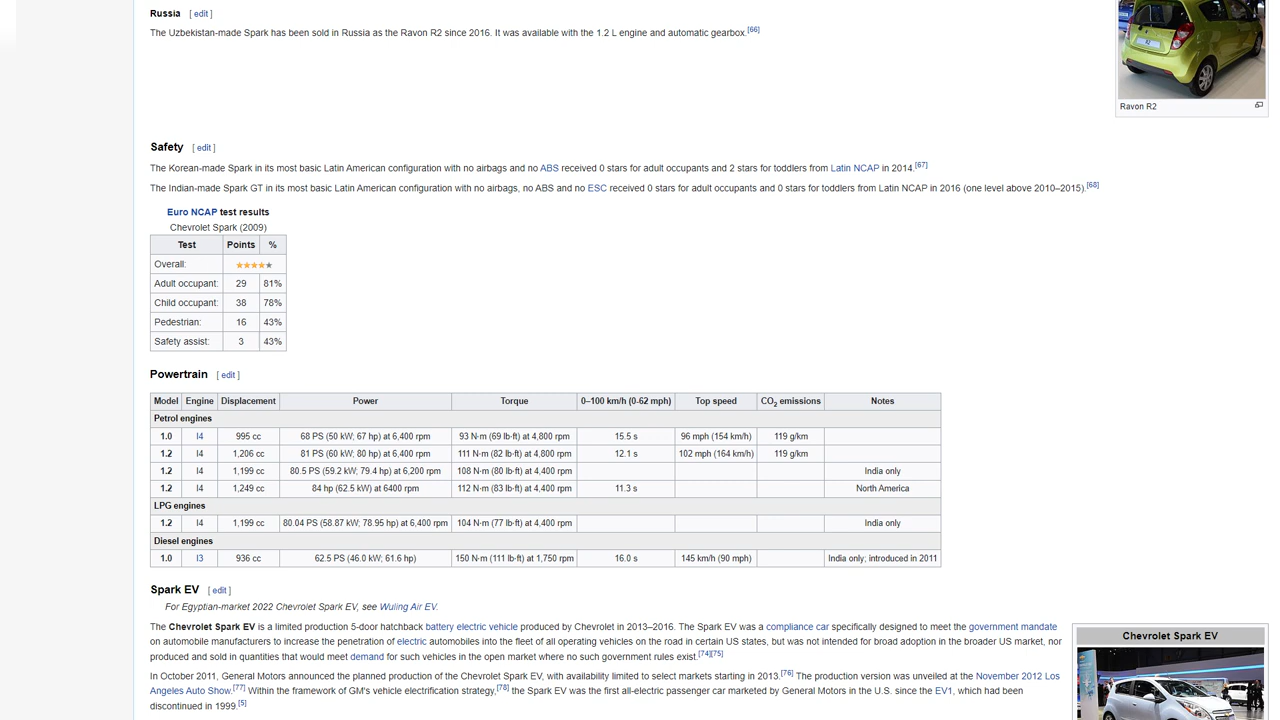 Russia [ edit ]
The Uzbekistan-made Spark has been sold in Russia as the Ravon R2 since 2016. It was available with the 1.2 L engine and automatic gearbox.[66]
Ravon R2
Safety [ edit ]
The Korean-made Spark in its most basic Latin American configuration with no airbags and no ABS received 0 stars for adult occupants and 2 stars for toddlers from Latin NCAP in 2014.[67]
The Indian-made Spark GT in its most basic Latin American configuration with no airbags, no ABS and no ESC received 0 stars for adult occupants and 0 stars for toddlers from Latin NCAP in 2016 (one level above 2010–2015).[68]
Euro NCAP test results
Chevrolet Spark (2009)
Test Points %
Overall: ★★★★★
Adult occupant: 29 81%
Child occupant: 38 78%
Pedestrian: 16 43%
Safety assist: 3 43%
Powertrain [ edit ]
Model Engine Displacement Power Torque 0–100 km/h (0-62 mph) Top speed CO2 emissions Notes
Petrol engines
1.0 I4 995 cc 68 PS (50 kW; 67 hp) at 6,400 rpm 93 N⋅m (69 lb⋅ft) at 4,800 rpm 15.5 s 96 mph (154 km/h) 119 g/km
1.2 I4 1,206 cc 81 PS (60 kW; 80 hp) at 6,400 rpm 111 N⋅m (82 lb⋅ft) at 4,800 rpm 12.1 s 102 mph (164 km/h) 119 g/km
1.2 I4 1,199 cc 80.5 PS (59.2 kW; 79.4 hp) at 6,200 rpm 108 N⋅m (80 lb⋅ft) at 4,400 rpm India only
1.2 I4 1,249 cc 84 hp (62.5 kW) at 6400 rpm 112 N⋅m (83 lb⋅ft) at 4,400 rpm 11.3 s North America
LPG engines
1.2 I4 1,199 cc 80.04 PS (58.87 kW; 78.95 hp) at 6,400 rpm 104 N⋅m (77 lb⋅ft) at 4,400 rpm India only
Diesel engines
1.0 I3 936 cc 62.5 PS (46.0 kW; 61.6 hp) 150 N⋅m (111 lb⋅ft) at 1,750 rpm 16.0 s 145 km/h (90 mph) India only; introduced in 2011
Spark EV [ edit ]
For Egyptian-market 2022 Chevrolet Spark EV, see Wuling Air EV.
The Chevrolet Spark EV is a limited production 5-door hatchback battery electric vehicle produced by Chevrolet in 2013–2016. The Spark EV was a compliance car specifically designed to meet the government mandate
on automobile manufacturers to increase the penetration of electric automobiles into the fleet of all operating vehicles on the road in certain US states, but was not intended for broad adoption in the broader US market, nor
produced and sold in quantities that would meet demand for such vehicles in the open market where no such government rules exist.[74][75]
Chevrolet Spark EV
In October 2011, General Motors announced the planned production of the Chevrolet Spark EV, with availability limited to select markets starting in 2013.[76] The production version was unveiled at the November 2012 Los
Angeles Auto Show.[77] Within the framework of GM's vehicle electrification strategy,[78] the Spark EV was the first all-electric passenger car marketed by General Motors in the U.S. since the EV1, which had been
discontinued in 1999.[5]